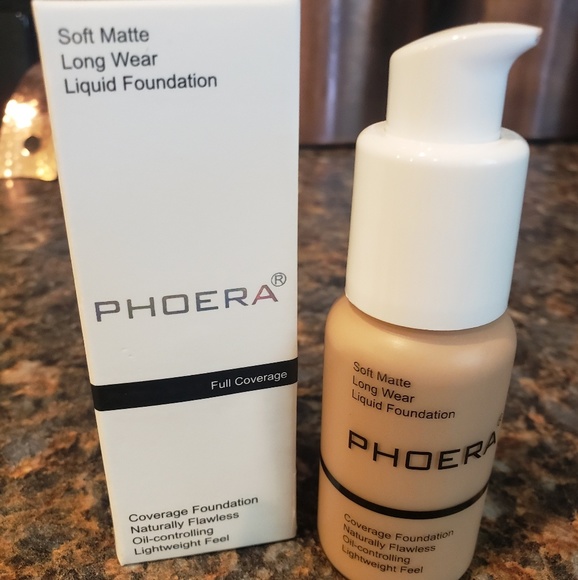 Soft Matte
Long Wear
Liquid Foundation
PHOERA®
Full Coverage
Coverage Foundation
Naturally Flawless
Oil-controlling
Lightweight Feel
Soft Matte
Long Wear
Liquid Foundation
PHOERA
Coverage Foundation
Naturally Flawless
Oil-controlling
Lightweight Feel